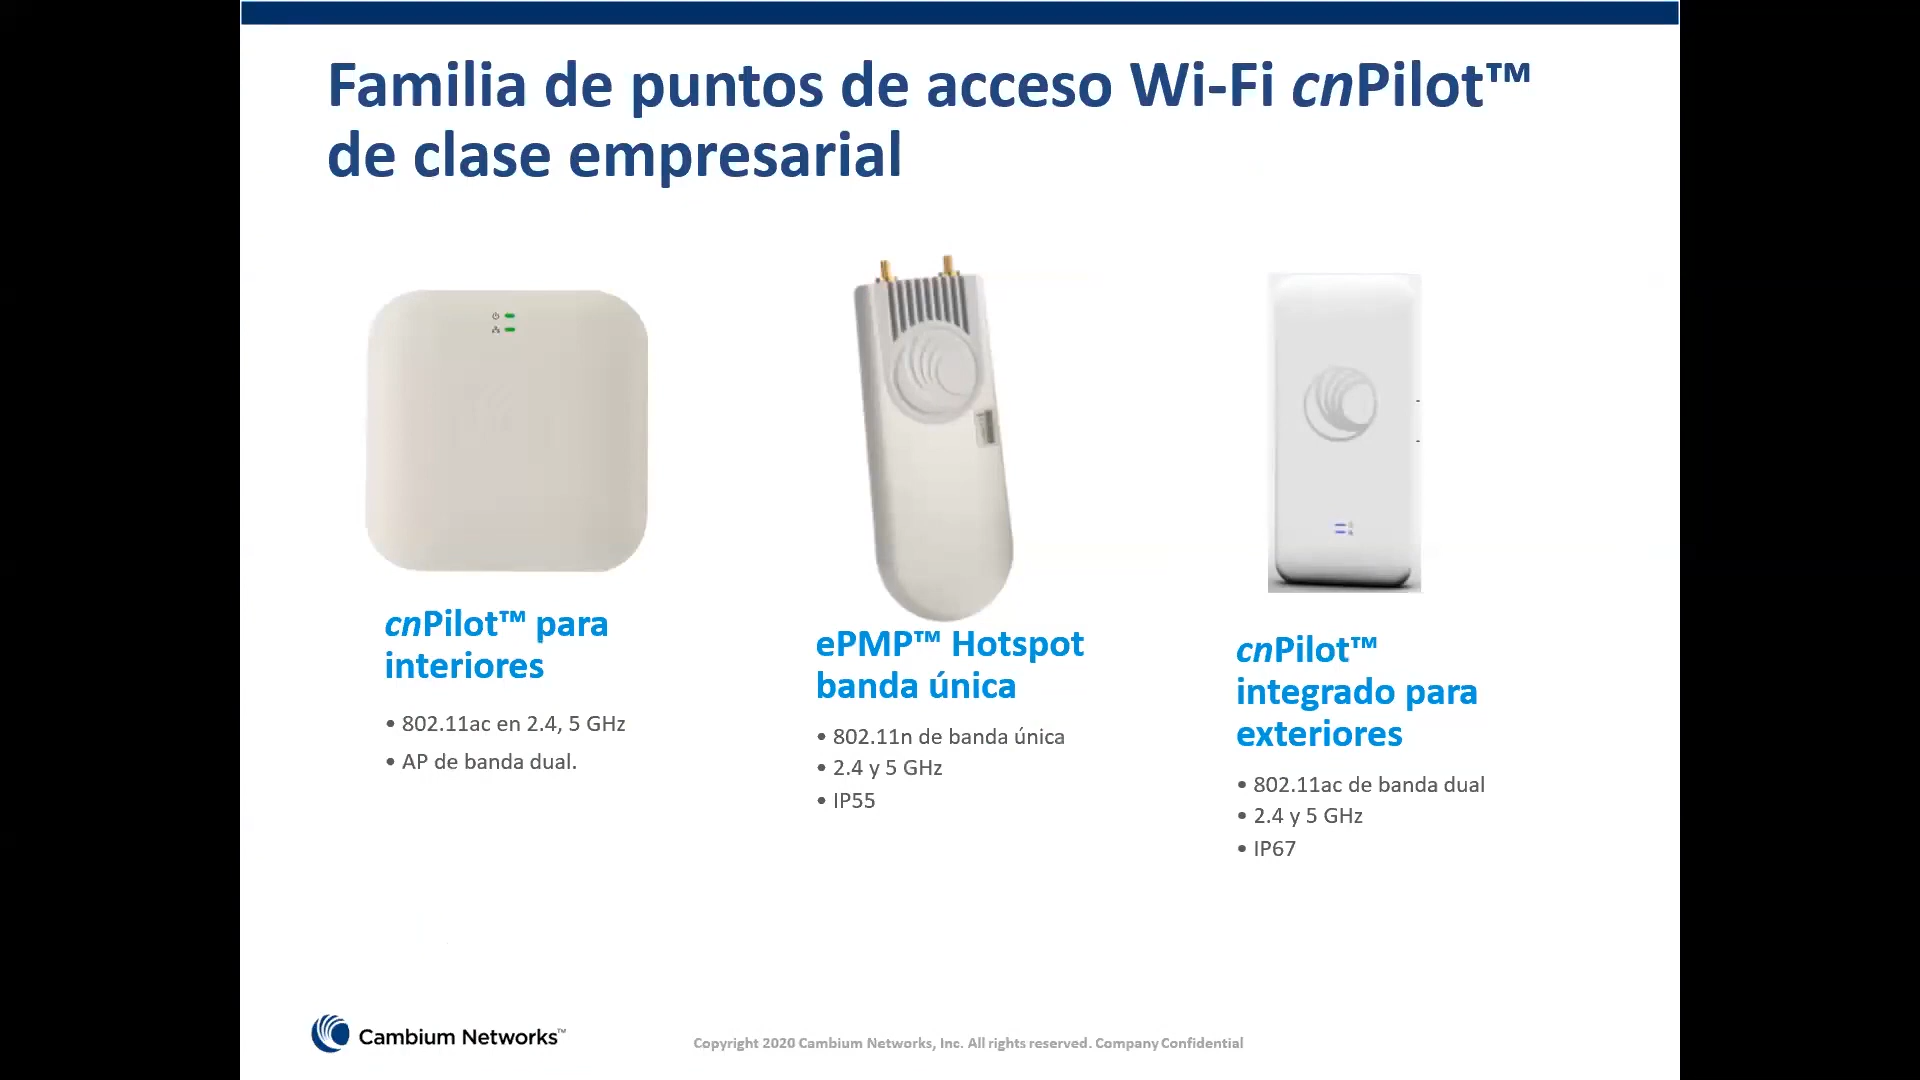 Familia de puntos de acceso Wi-Fi cnPilot™
de clase empresarial
cnPilot™ para
interiores
• 802.11ac en 2.4, 5 GHz
• AP de banda dual.
ePMP™ Hotspot
banda única
• 802.11n de banda única
• 2.4 y 5 GHz
• IP55
cnPilot™
integrado para
exteriores
• 802.11ac de banda dual
• 2.4 y 5 GHz
• IP67
Cambium Networks™
Copyright 2020 Cambium Networks, Inc. All rights reserved. Company Confidential